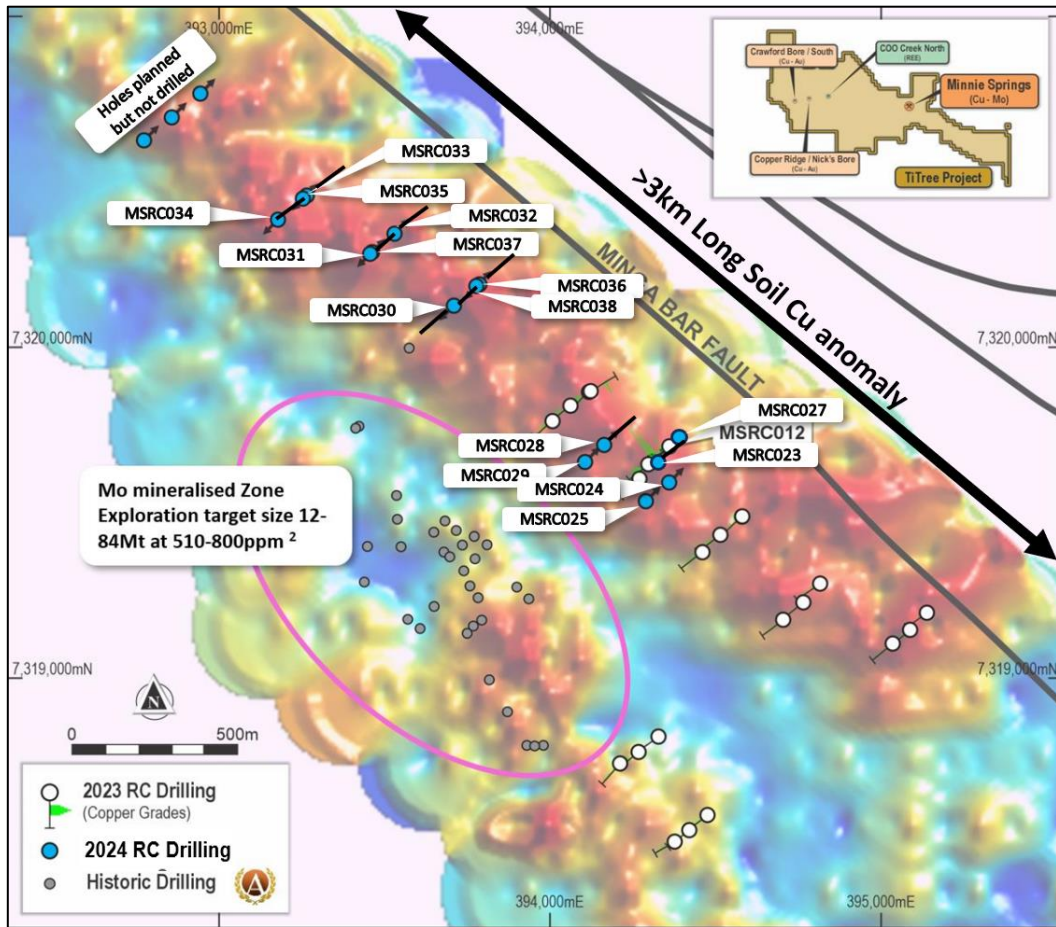 393,000mE
394,000mE
Holes planned
but not drilled
Crawford Bore / South
(Cu - Au)
COO Creek North
(REE)
Minnie Springs
(Cu - Mo)
Copper Ridge / Nick's Bore
(Cu - Au)
TiTree Project
>3km Long Soil Cu anomaly
MINGA BAR FAULT
MSRC033
MSRC035
MSRC034
MSRC032
MSRC037
MSRC031
MSRC036
MSRC038
MSRC030
7,320,000mN
7,320,000mN
MSRC027
MSRC028
MSRC012
MSRC029
MSRC023
MSRC024
MSRC025
Mo mineralised Zone
Exploration target size 12-
84Mt at 510-800ppm ²
7,319,000mN
7,319,000mN
N
0 500m
2023 RC Drilling
(Copper Grades)
2024 RC Drilling
Historic Drilling
A
394,000mE
395,000mE